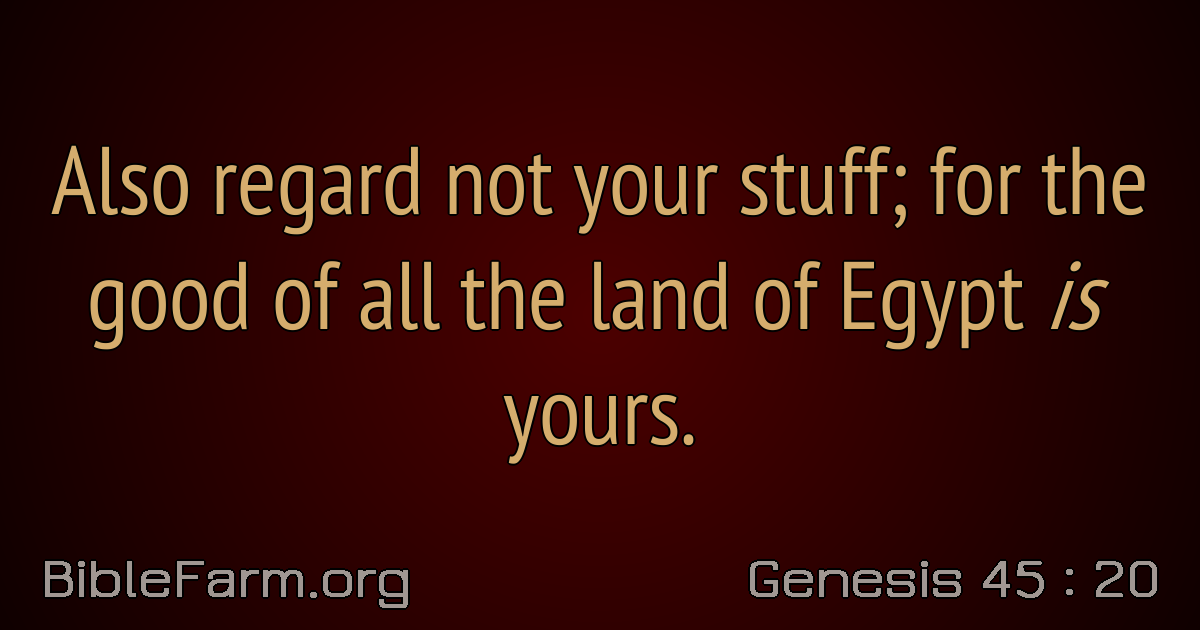 Also regard not your stuff; for the
good of all the land of Egypt is
yours.
BibleFarm.org
Genesis 45 : 20